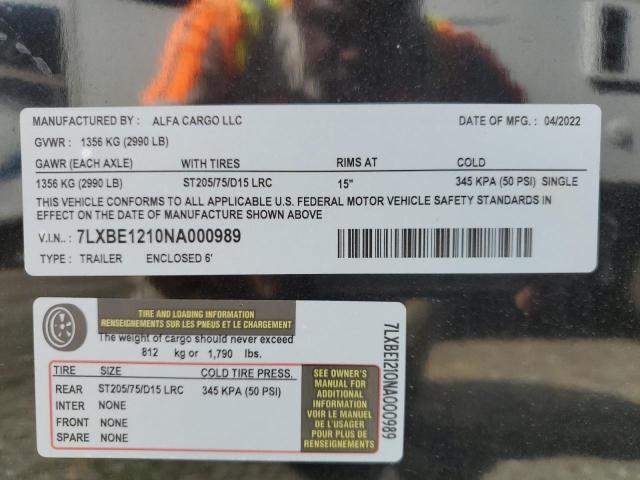 MANUFACTURED BY : ALFA CARGO LLC DATE OF MFG. : 04/2022
GVWR : 1356 KG (2990 LB)
GAWR (EACH AXLE) WITH TIRES RIMS AT COLD
1356 KG (2990 LB) ST205/75/D15 LRC 15" 345 KPA (50 PSI) SINGLE
THIS VEHICLE CONFORMS TO ALL APPLICABLE U.S. FEDERAL MOTOR VEHICLE SAFETY STANDARDS IN
EFFECT ON THE DATE OF MANUFACTURE SHOWN ABOVE
V.I.N.. : 7LXBE1210NA000989
TYPE : TRAILER ENCLOSED 6'
TIRE AND LOADING INFORMATION
RENSEIGNEMENTS SUR LES PNEUS ET LE CHARGEMENT
The weight of cargo should never exceed
812 kg or 1,790 lbs.
TIRE SIZE COLD TIRE PRESS.
REAR ST205/75/D15 LRC 345 KPA (50 PSI)
INTER NONE
FRONT NONE
SPARE NONE
SEE OWNER'S
MANUAL FOR
ADDITIONAL
INFORMATION
VOIR LE MANUEL
DE L'USAGER
POUR PLUS DE
RENSEIGNEMENTS
7LXBE1210NA000989